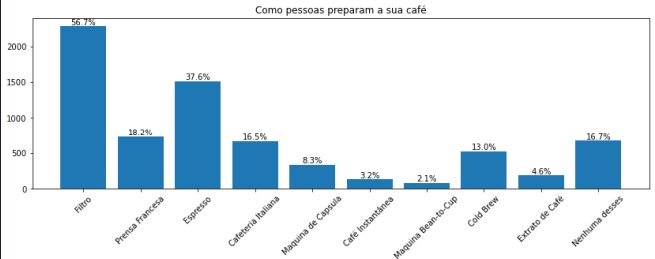 Como pessoas preparam a sua café
2000
1500
1000
500
0
56.7%
18.2%
37.6%
16.5%
8.3%
3.2%
2.1%
13.0%
4.6%
16.7%
Filtro
Prensa Francesa
Espresso
Cafeteria Italiana
Maquina de Capsula
Café Instantânea
Maquina Bean-to-Cup
Cold Brew
Extrato de Café
Nenhuma desses